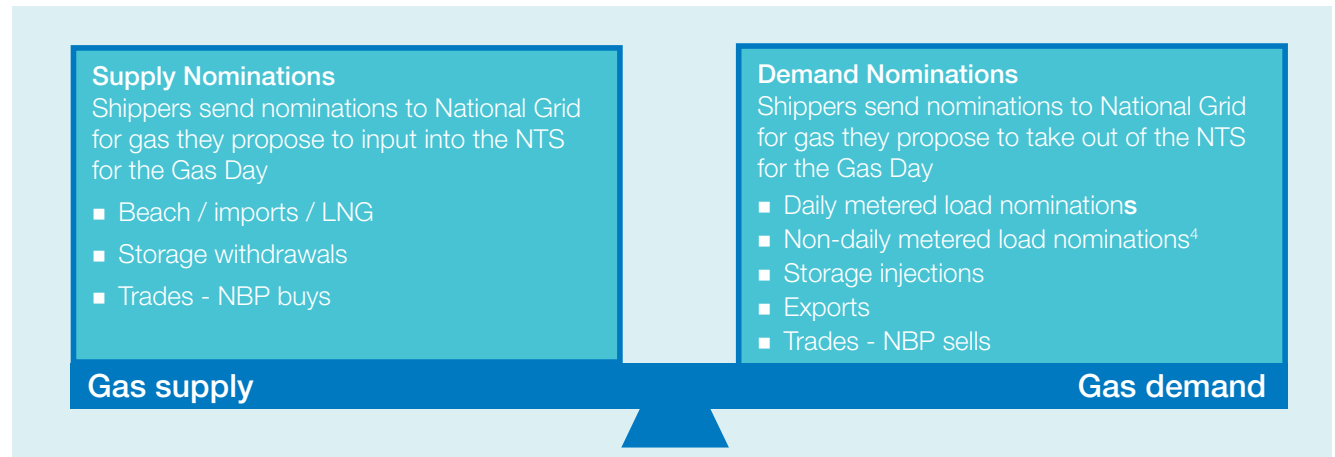 Supply Nominations
Shippers send nominations to National Grid
for gas they propose to input into the NTS
for the Gas Day
■ Beach / imports / LNG
■ Storage withdrawals
■ Trades - NBP buys
Demand Nominations
Shippers send nominations to National Grid
for gas they propose to take out of the NTS
for the Gas Day
■ Daily metered load nominations
■ Non-daily metered load nominations⁴
■ Storage injections
■ Exports
■ Trades - NBP sells
Gas supply
Gas demand